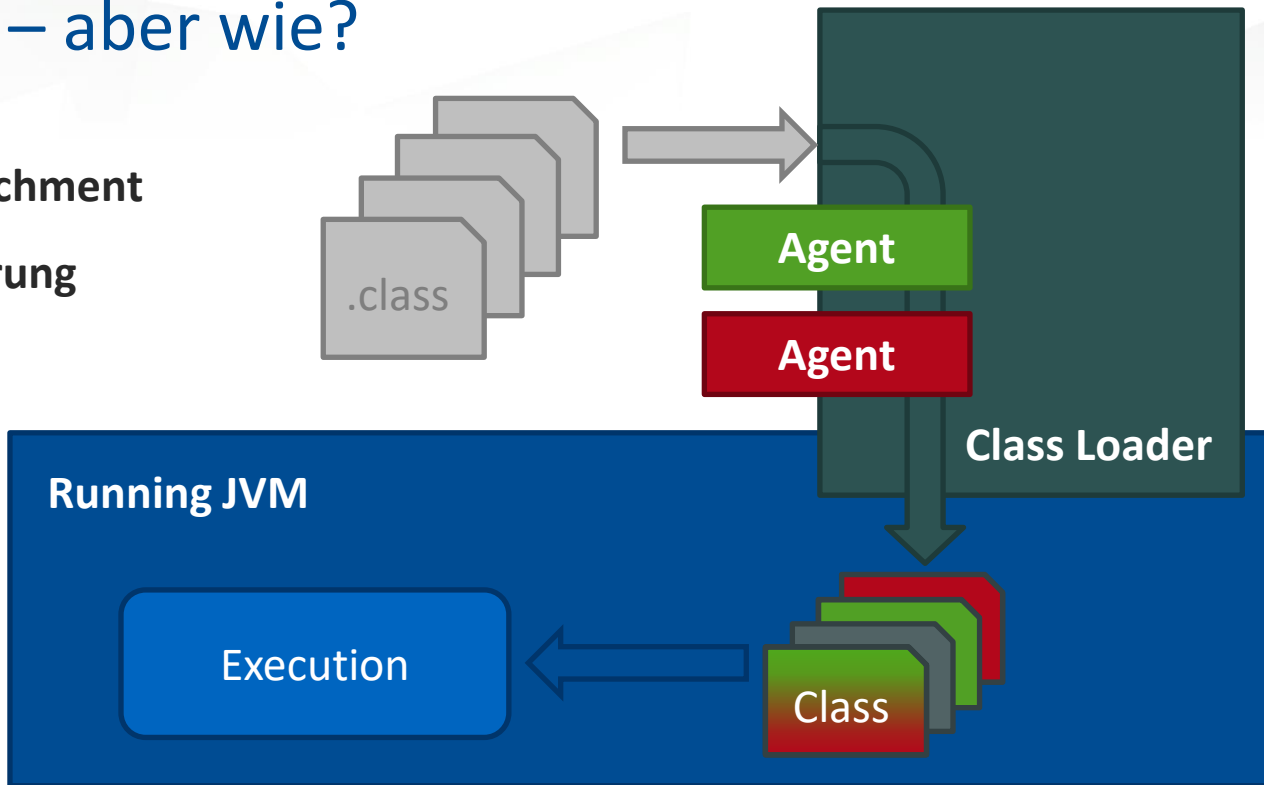 – aber wie?
chment
rung
.class
Agent
Agent
Class Loader
Running JVM
Execution
Class